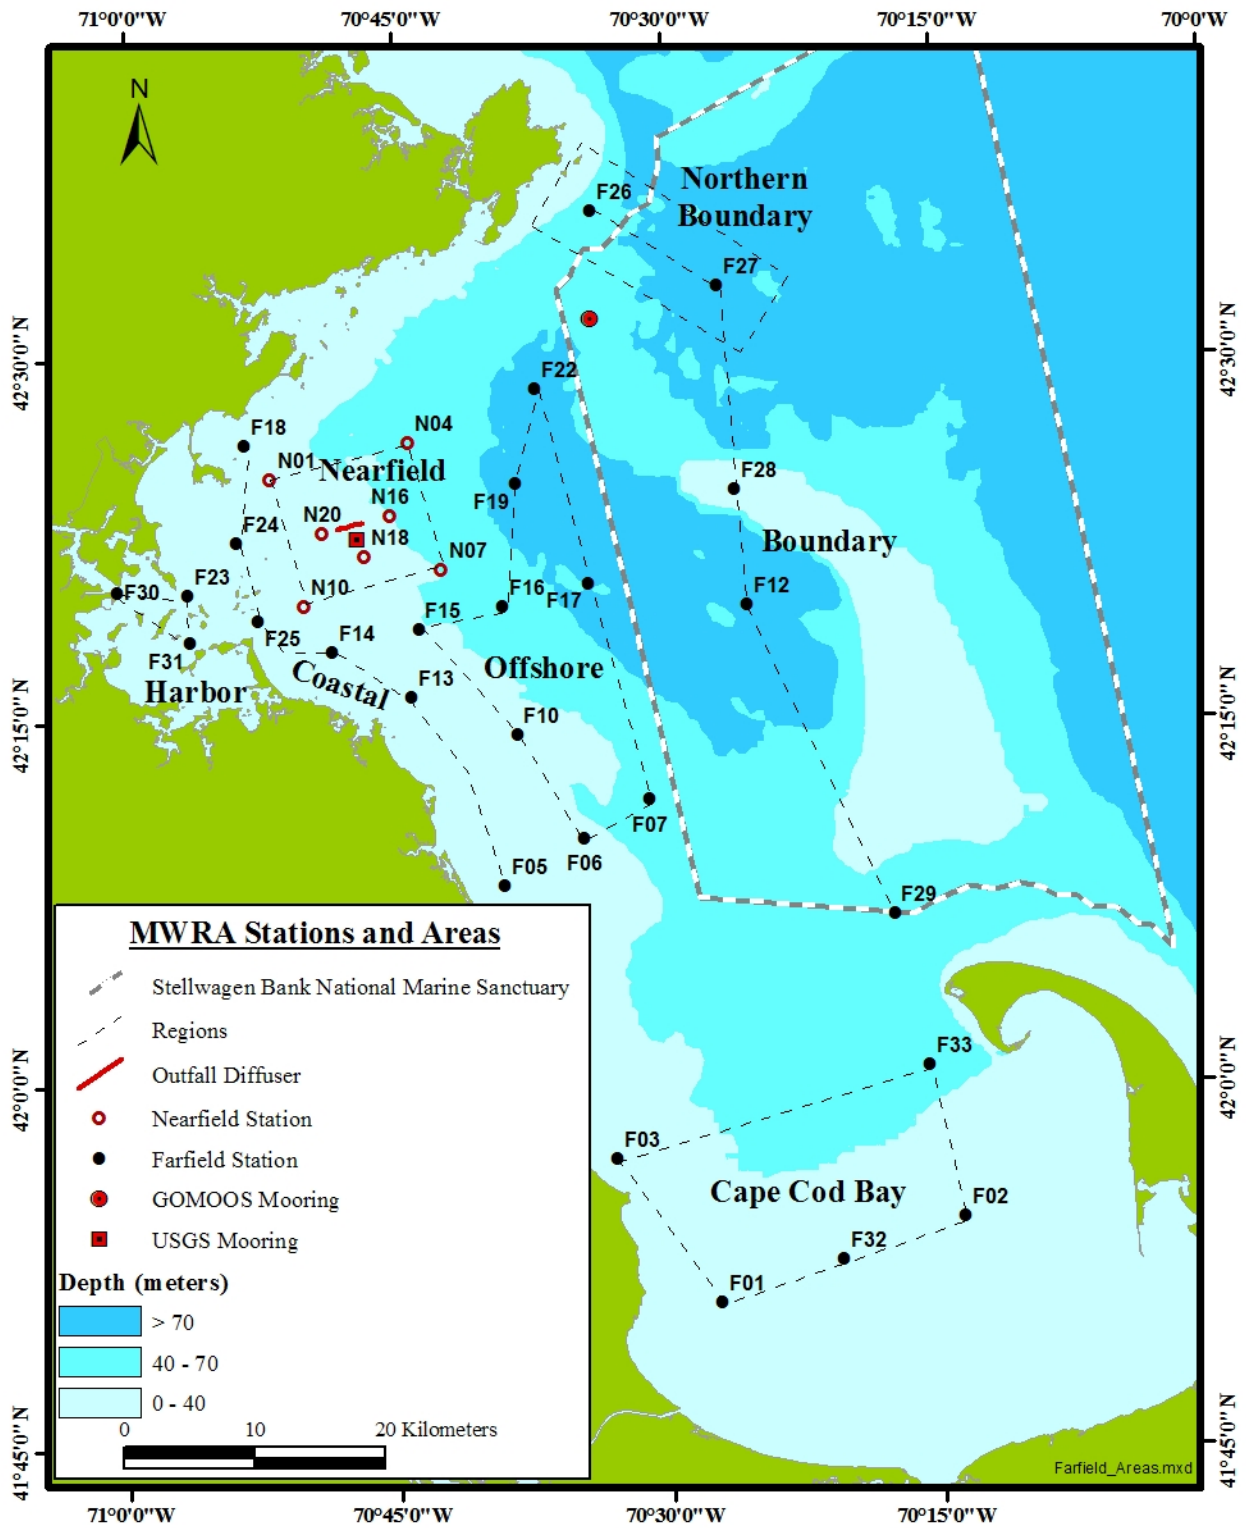 71°0'0"W 70°45'0"W 70°30'0"W 70°15'0"W 70°0'W
N
F26
Northern
Boundary
F27
42°30'0"N
42°30'0"N
F22
F18
N04
N01
Nearfield
F28
F19
N16
N20
F24
Boundary
N18
N07
F30
F23
N10
F16
F17
F12
F15
F25
F14
F31
Harbor
Coastal
F13
Offshore
F10
42°15'0"N
42°15'0"N
F07
F06
F05
F29
MWRA Stations and Areas
Stellwagen Bank National Marine Sanctuary
Regions
Outfall Diffuser
Nearfield Station
Farfield Station
GOMOOS Mooring
USGS Mooring
Depth (meters)
> 70
40 - 70
0 - 40
0 10 20 Kilometers
F33
42°0'0"N
42°0'0"N
F03
Cape Cod Bay
F02
F32
F01
41°45'0"N
41°45'0"N
Farfield_Areas.mxd
71°0'0"W 70°45'0"W 70°30'0"W 70°15'0"W